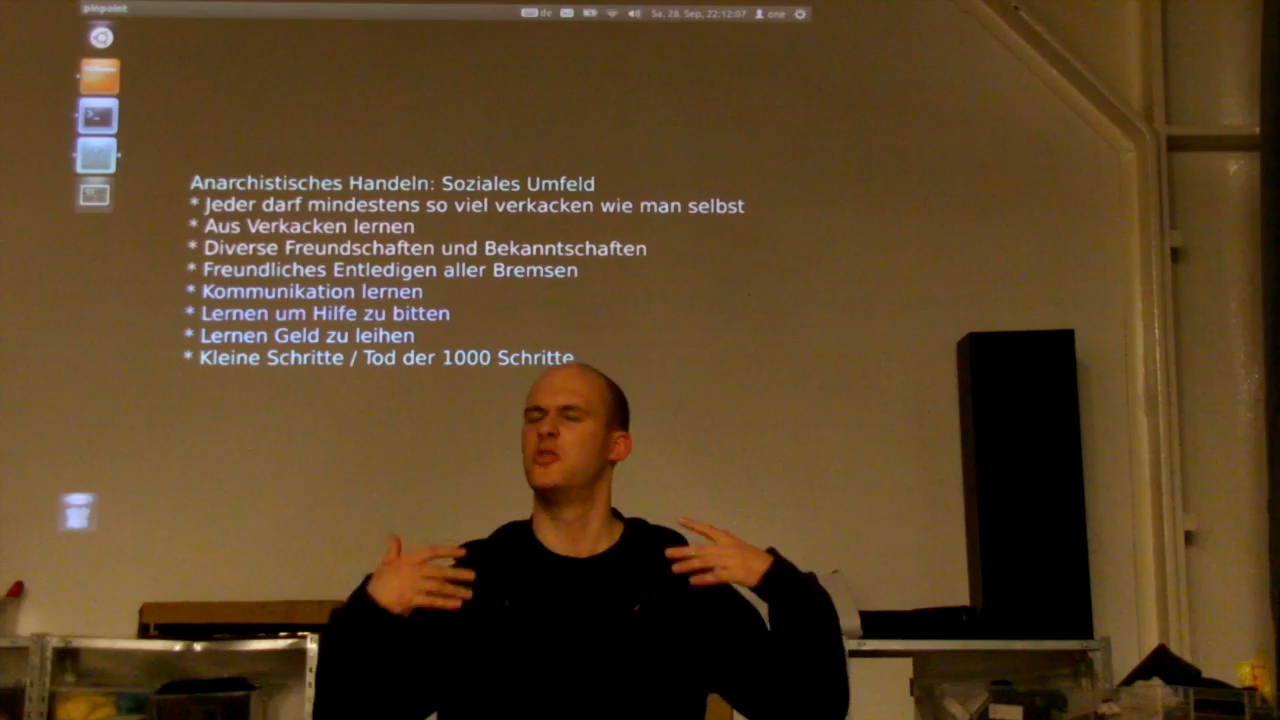 pinpoint
de Sa, 28. Sep, 22:12:07 one
Anarchistisches Handeln: Soziales Umfeld
* Jeder darf mindestens so viel verkacken wie man selbst
* Aus Verkacken lernen
* Diverse Freundschaften und Bekanntschaften
* Freundliches Entledigen aller Bremsen
* Kommunikation lernen
* Lernen um Hilfe zu bitten
* Lernen Geld zu leihen
* Kleine Schritte / Tod der 1000 Schritte